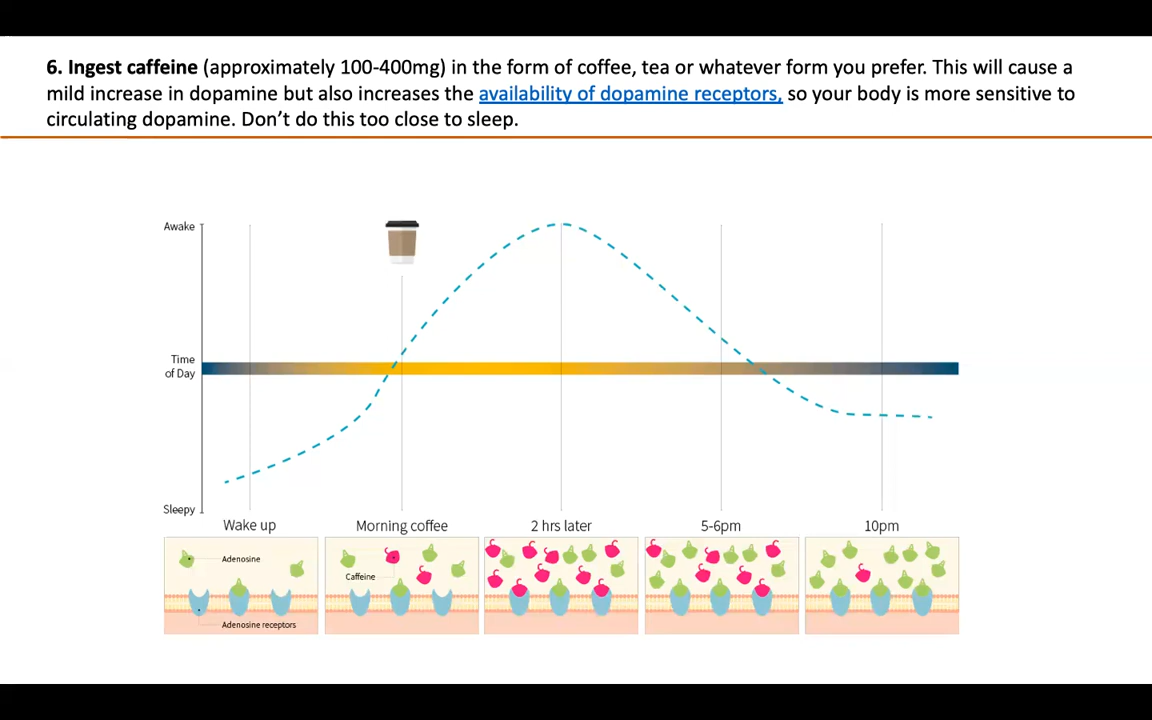 6. Ingest caffeine (approximately 100-400mg) in the form of coffee, tea or whatever form you prefer. This will cause a
mild increase in dopamine but also increases the availability of dopamine receptors, so your body is more sensitive to
circulating dopamine. Don’t do this too close to sleep.
Awake
Time
of Day
Sleepy
Wake up
Morning coffee
2 hrs later
5-6pm
10pm
Adenosine
Adenosine receptors
Caffeine